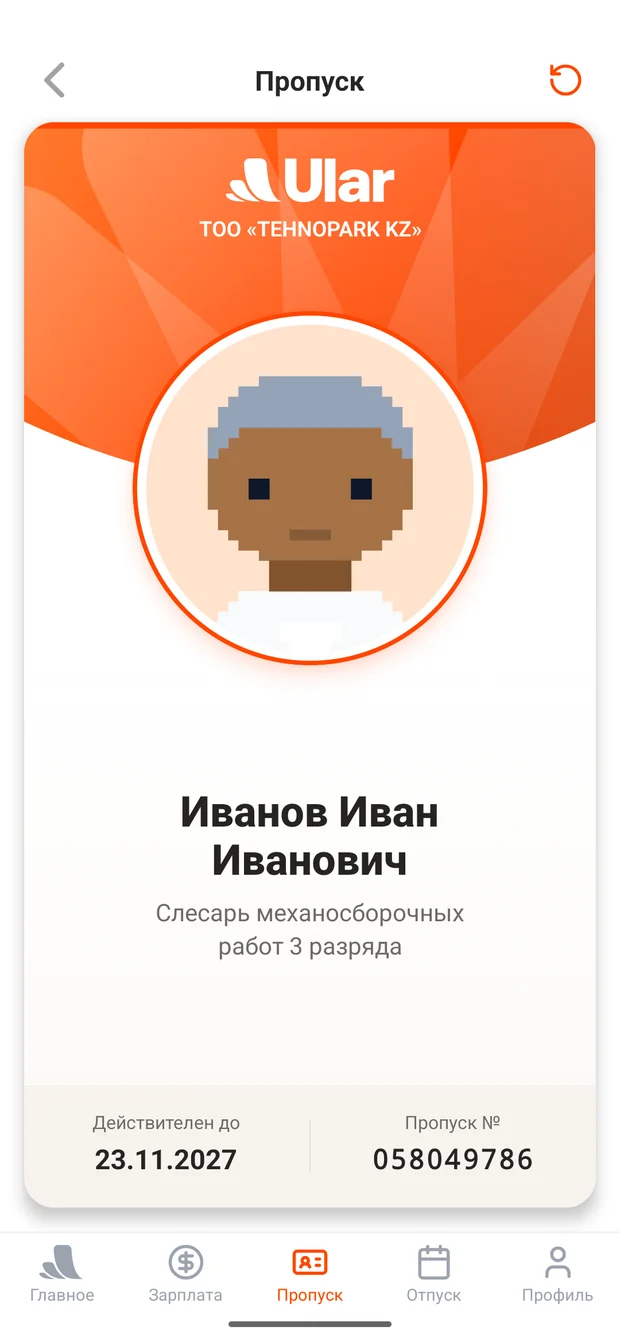 Пропуск
Ular
ТОО «TEHNOPARK KZ»
Иванов Иван
Иванович
Слесарь механосборочных
работ 3 разряда
Действителен до
23.11.2027
Пропуск №
058049786
Главное
Зарплата
Пропуск
Отпуск
Профиль